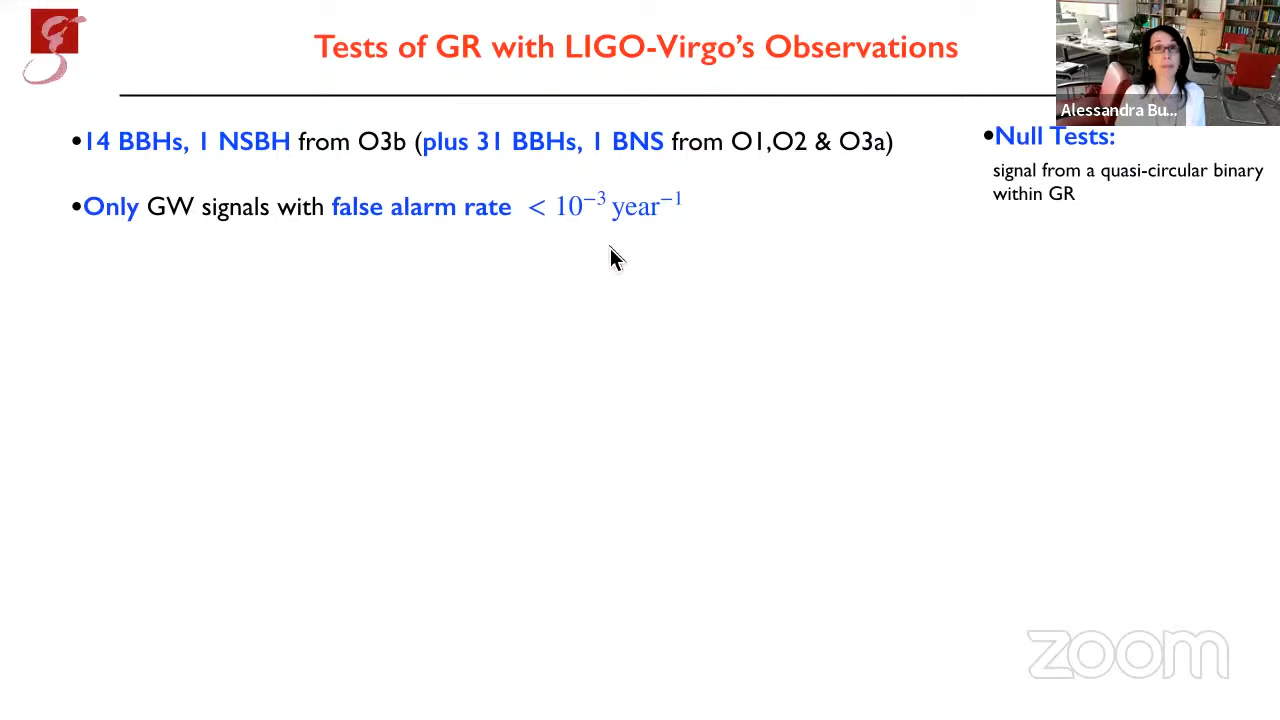 Tests of GR with LIGO-Virgo's Observations
Alessandra Bu...
•14 BBHs, 1 NSBH from O3b (plus 31 BBHs, 1 BNS from O1,O2 & O3a)
•Only GW signals with false alarm rate < 10⁻³ year⁻¹
•Null Tests:
signal from a quasi-circular binary
within GR
zoom